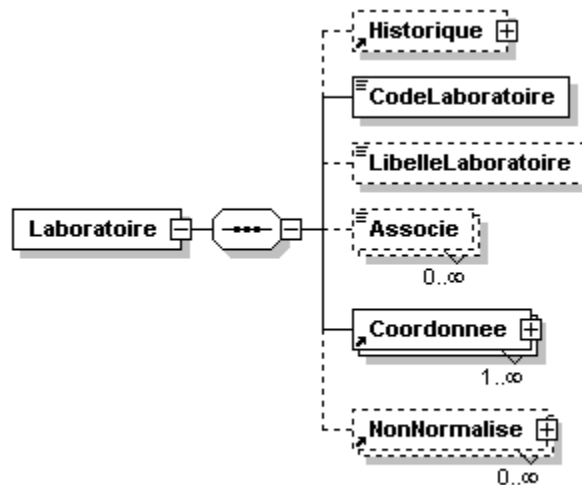 Historique
CodeLaboratoire
LibelleLaboratoire
Laboratoire
Associe
0..∞
Coordonnee
1..∞
NonNormalise
0..∞